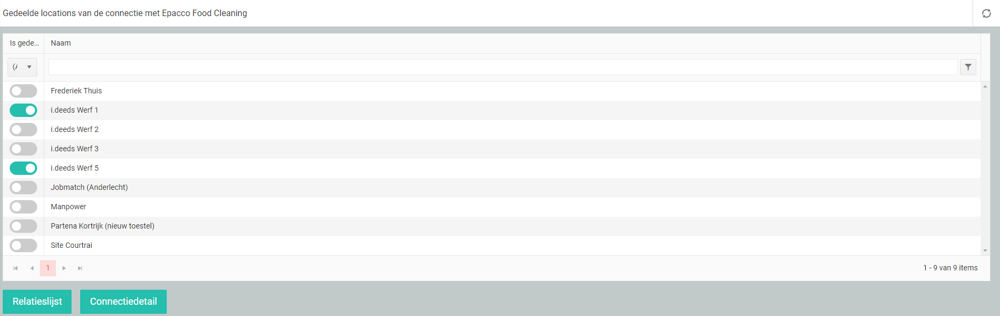 Gedeelde locations van de connectie met Epacco Food Cleaning
Is gede... Naam
Frederiek Thuis
i.deeds Werf 1
i.deeds Werf 2
i.deeds Werf 3
i.deeds Werf 5
Jobmatch (Anderlecht)
Manpower
Partena Kortrijk (nieuw toestel)
Site Courtrai
1 1 - 9 van 9 items
Relatieslijst Connectiedetail